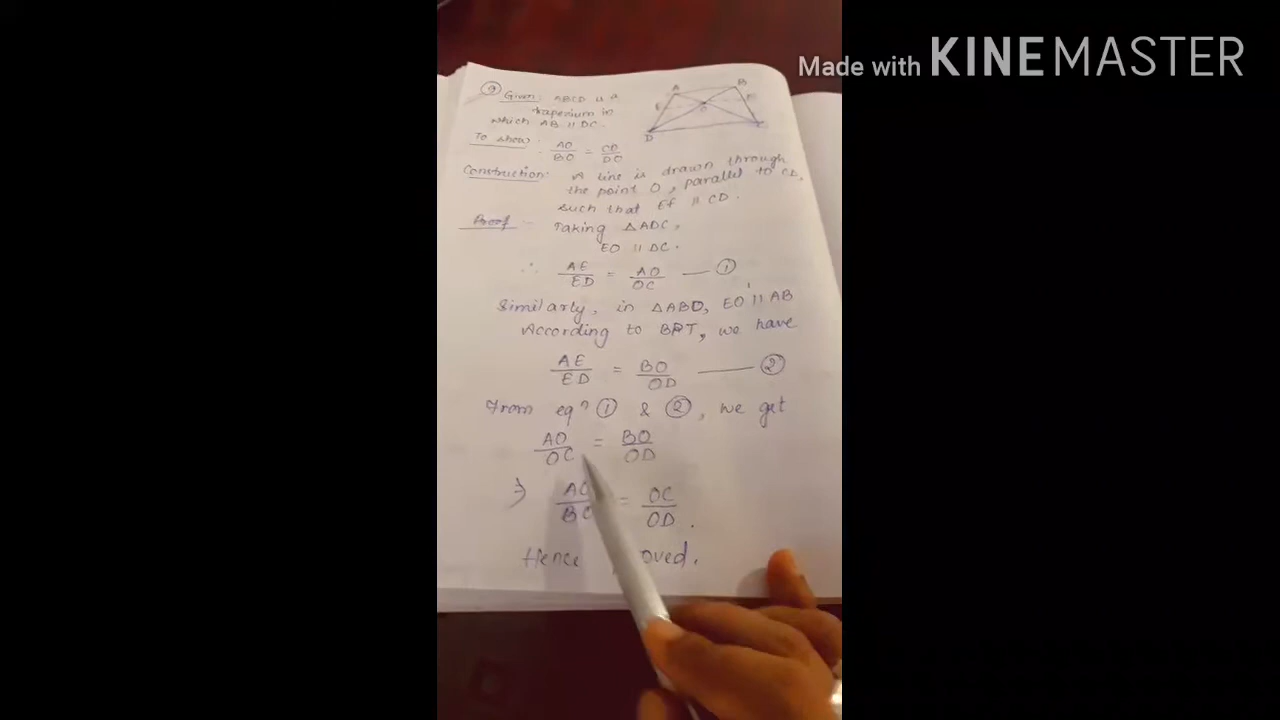 Made with KINEMASTER
9 Given: ABCD is a
trapezium in
which AB || DC.
To show: AO/BO = CO/DO
Construction: A line is drawn through
the point O, parallel to CD,
such that EF || CD.
Proof - Taking △ADC,
EO || DC.
∴ AE/ED = AO/OC — ①
Similarly, in △ABD, EO || AB
According to BPT, we have
AE/ED = BO/OD — ②
From eqⁿ ① & ②, we get
AO/OC = BO/OD
⇒ AO/BO = OC/OD.
Hence
A B
E O F
D C